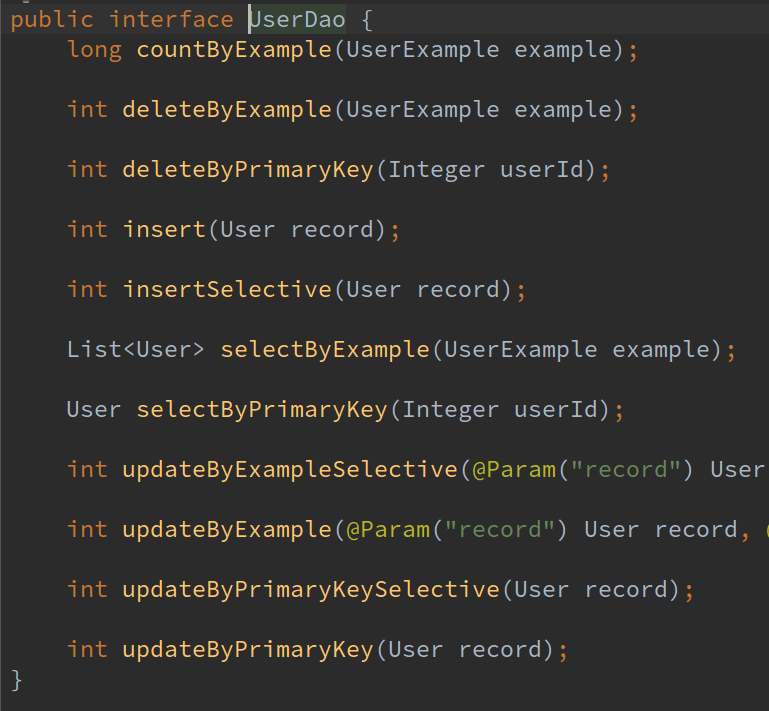 public interface UserDao {
long countByExample(UserExample example);
int deleteByExample(UserExample example);
int deleteByPrimaryKey(Integer userId);
int insert(User record);
int insertSelective(User record);
List<User> selectByExample(UserExample example);
User selectByPrimaryKey(Integer userId);
int updateByExampleSelective(@Param("record") User
int updateByExample(@Param("record") User record,
int updateByPrimaryKeySelective(User record);
int updateByPrimaryKey(User record);
}